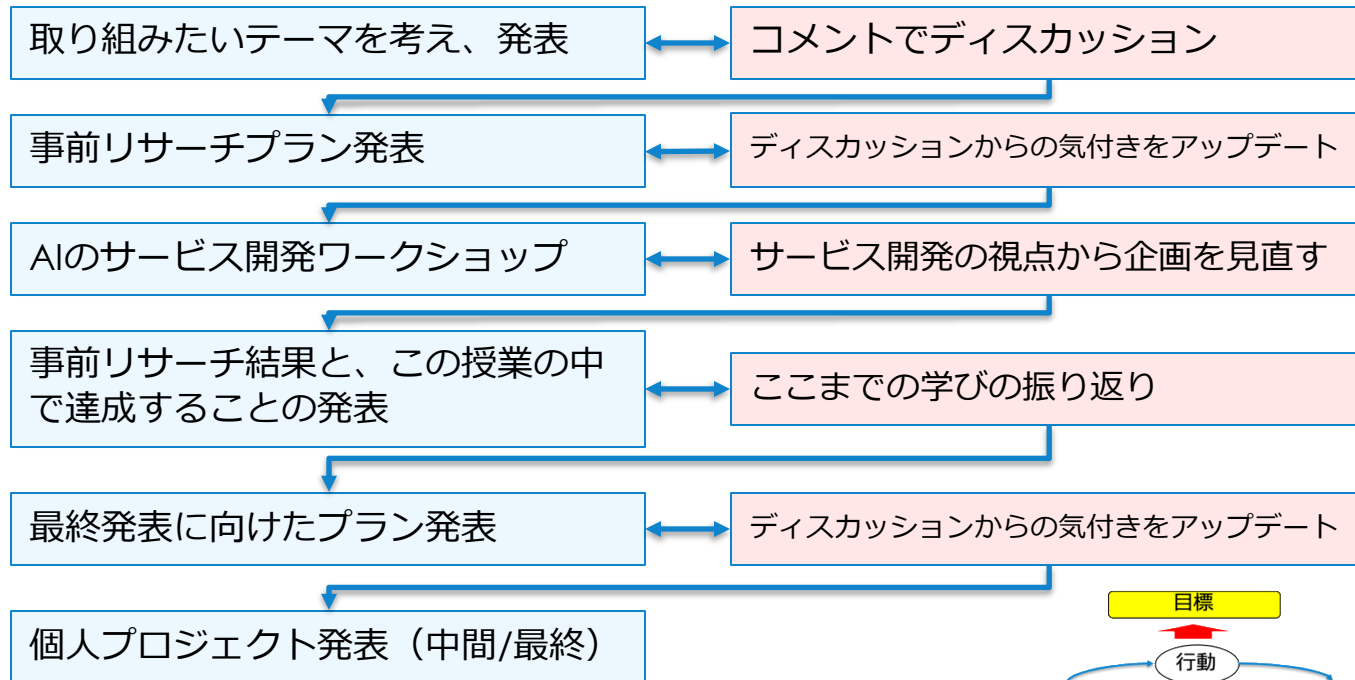 取り組みたいテーマを考え、発表
コメントでディスカッション
事前リサーチプラン発表
ディスカッションからの気付きをアップデート
AIのサービス開発ワークショップ
サービス開発の視点から企画を見直す
事前リサーチ結果と、この授業の中
で達成することの発表
ここまでの学びの振り返り
最終発表に向けたプラン発表
ディスカッションからの気付きをアップデート
個人プロジェクト発表（中間/最終）
目標
行動